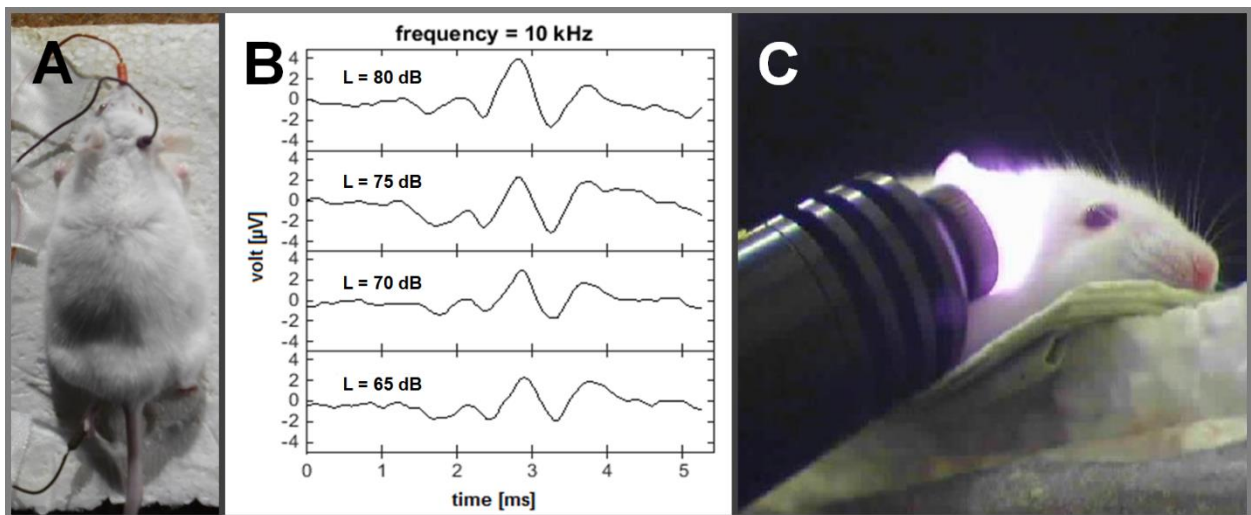 A
B
C
frequency = 10 kHz
volt [µV]
L = 80 dB
4
2
0
-2
-4
L = 75 dB
4
2
0
-2
-4
L = 70 dB
4
2
0
-2
-4
L = 65 dB
4
2
0
-2
-4
0 1 2 3 4 5
time [ms]